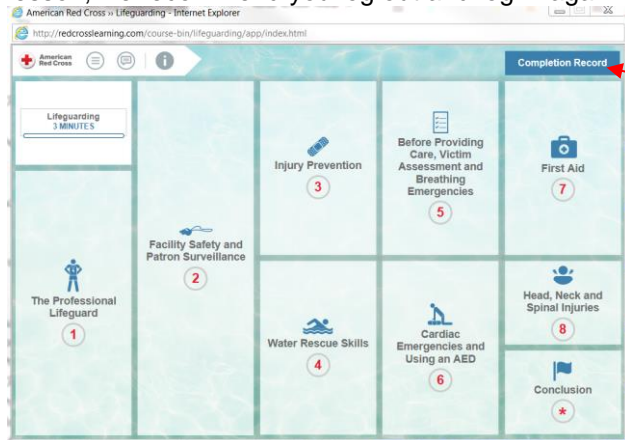 American Red Cross » Lifeguarding - Internet Explorer
http://redcrosslearning.com/course-bin/lifeguarding/app/index.html
American
Red Cross
Completion Record
Lifeguarding
3 MINUTES
The Professional
Lifeguard
1
Facility Safety and
Patron Surveillance
2
Injury Prevention
3
Water Rescue Skills
4
Before Providing
Care, Victim
Assessment and
Breathing
Emergencies
5
Cardiac
Emergencies and
Using an AED
6
First Aid
7
Head, Neck and
Spinal Injuries
8
Conclusion
*